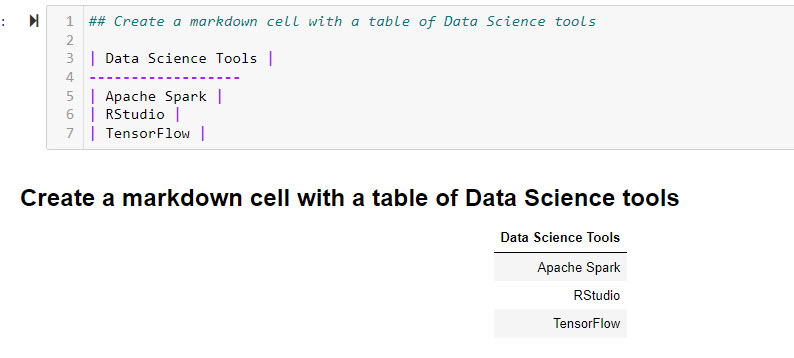 :
1 ## Create a markdown cell with a table of Data Science tools
2
3 | Data Science Tools |
4 ------------------
5 | Apache Spark |
6 | RStudio |
7 | TensorFlow |
Create a markdown cell with a table of Data Science tools
Data Science Tools
Apache Spark
RStudio
TensorFlow